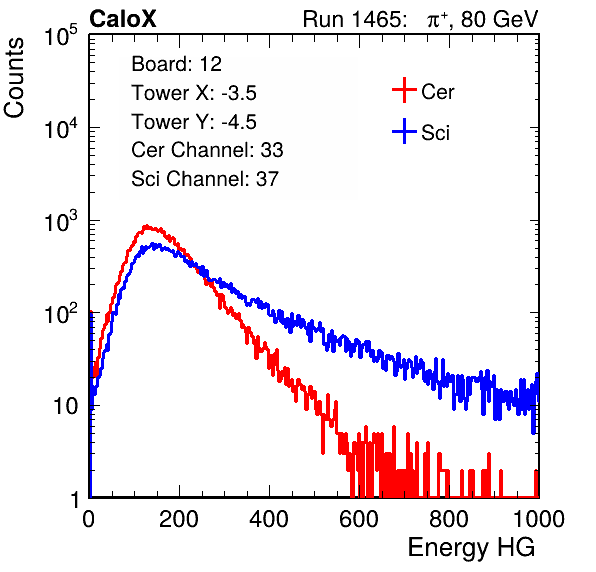 CaloX Run 1465: π⁺, 80 GeV
Counts
Board: 12
Tower X: -3.5
Tower Y: -4.5
Cer Channel: 33
Sci Channel: 37
Cer
Sci
10⁵
10⁴
10³
10²
10
1
0 200 400 600 800 1000
Energy HG